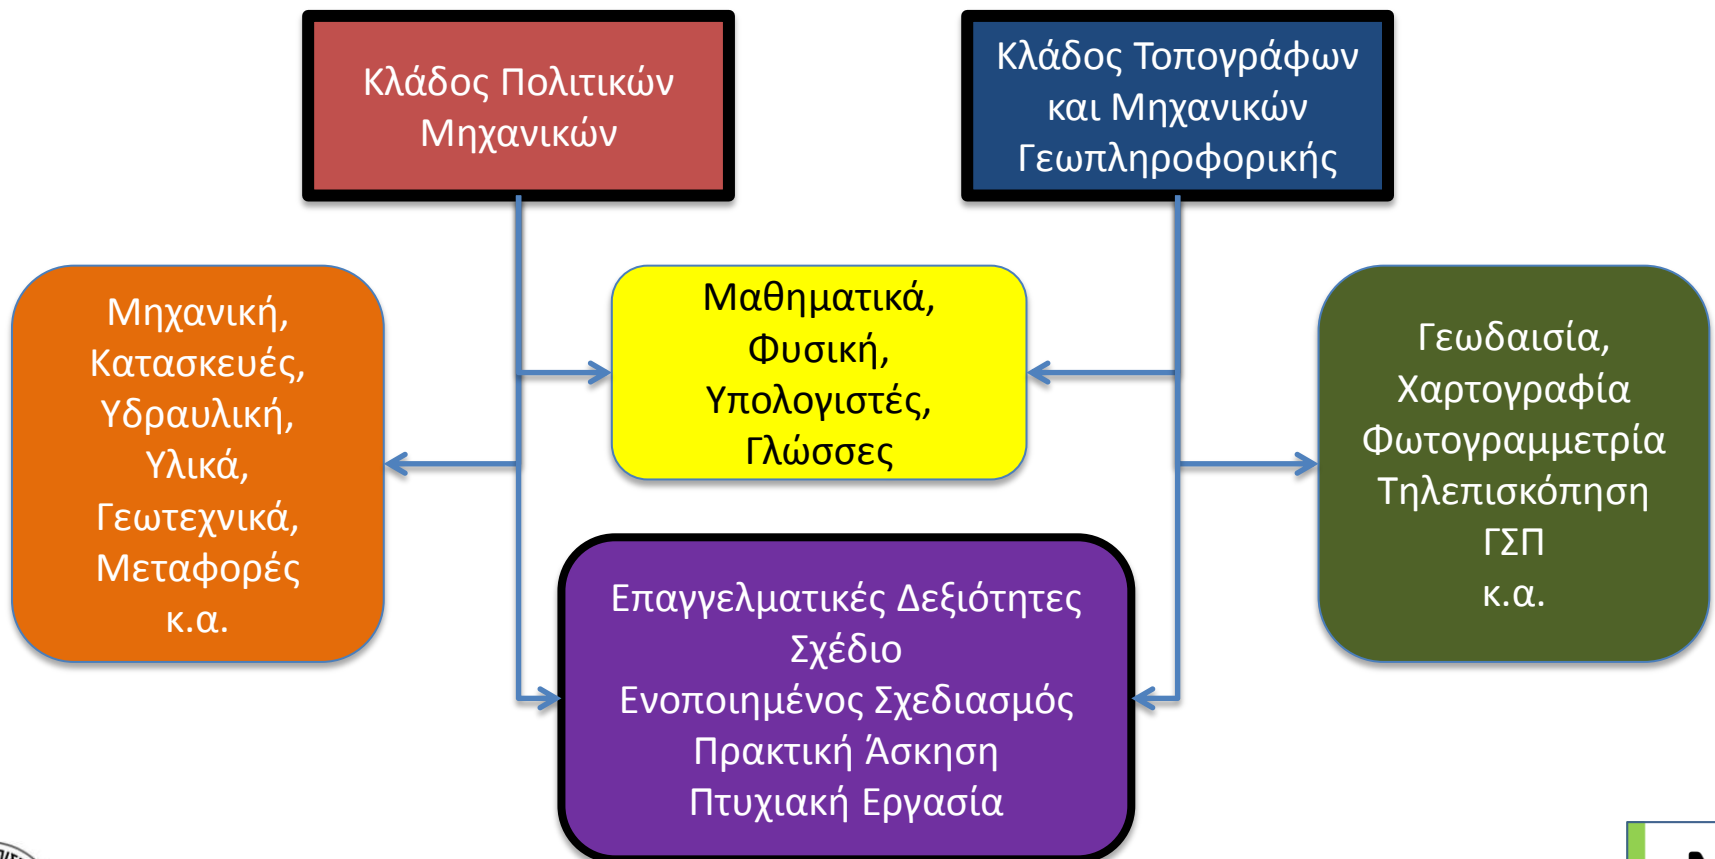 Κλάδος Πολιτικών
Μηχανικών
Κλάδος Τοπογράφων
και Μηχανικών
Γεωπληροφορικής
Μηχανική,
Κατασκευές,
Υδραυλική,
Υλικά,
Γεωτεχνικά,
Μεταφορές
κ.α.
Μαθηματικά,
Φυσική,
Υπολογιστές,
Γλώσσες
Γεωδαισία,
Χαρτογραφία
Φωτογραμμετρία
Τηλεπισκόπηση
ΓΣΠ
κ.α.
Επαγγελματικές Δεξιότητες
Σχέδιο
Ενοποιημένος Σχεδιασμός
Πρακτική Άσκηση
Πτυχιακή Εργασία